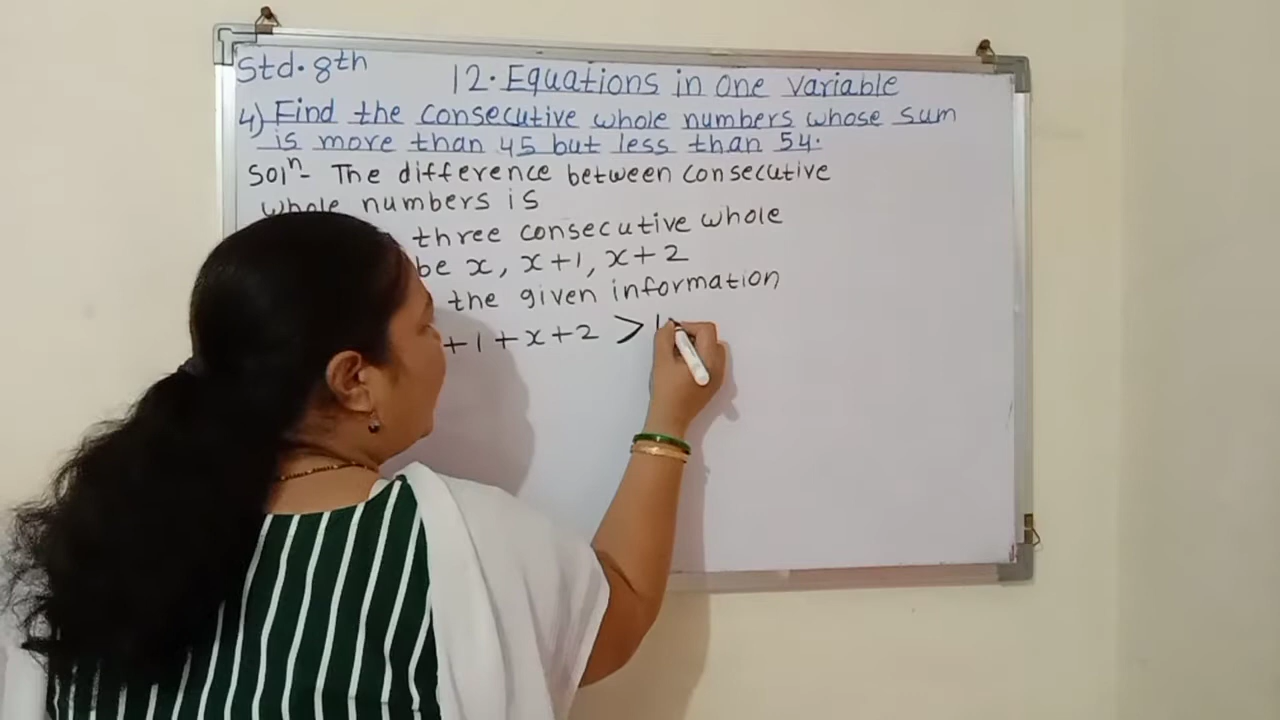 Std. 8th
12. Equations in one variable
4) Find the consecutive whole numbers whose sum
is more than 45 but less than 54.
Solⁿ- The difference between consecutive
whole numbers is
three consecutive whole
be x, x+1, x+2
the given information
+1+x+2 >